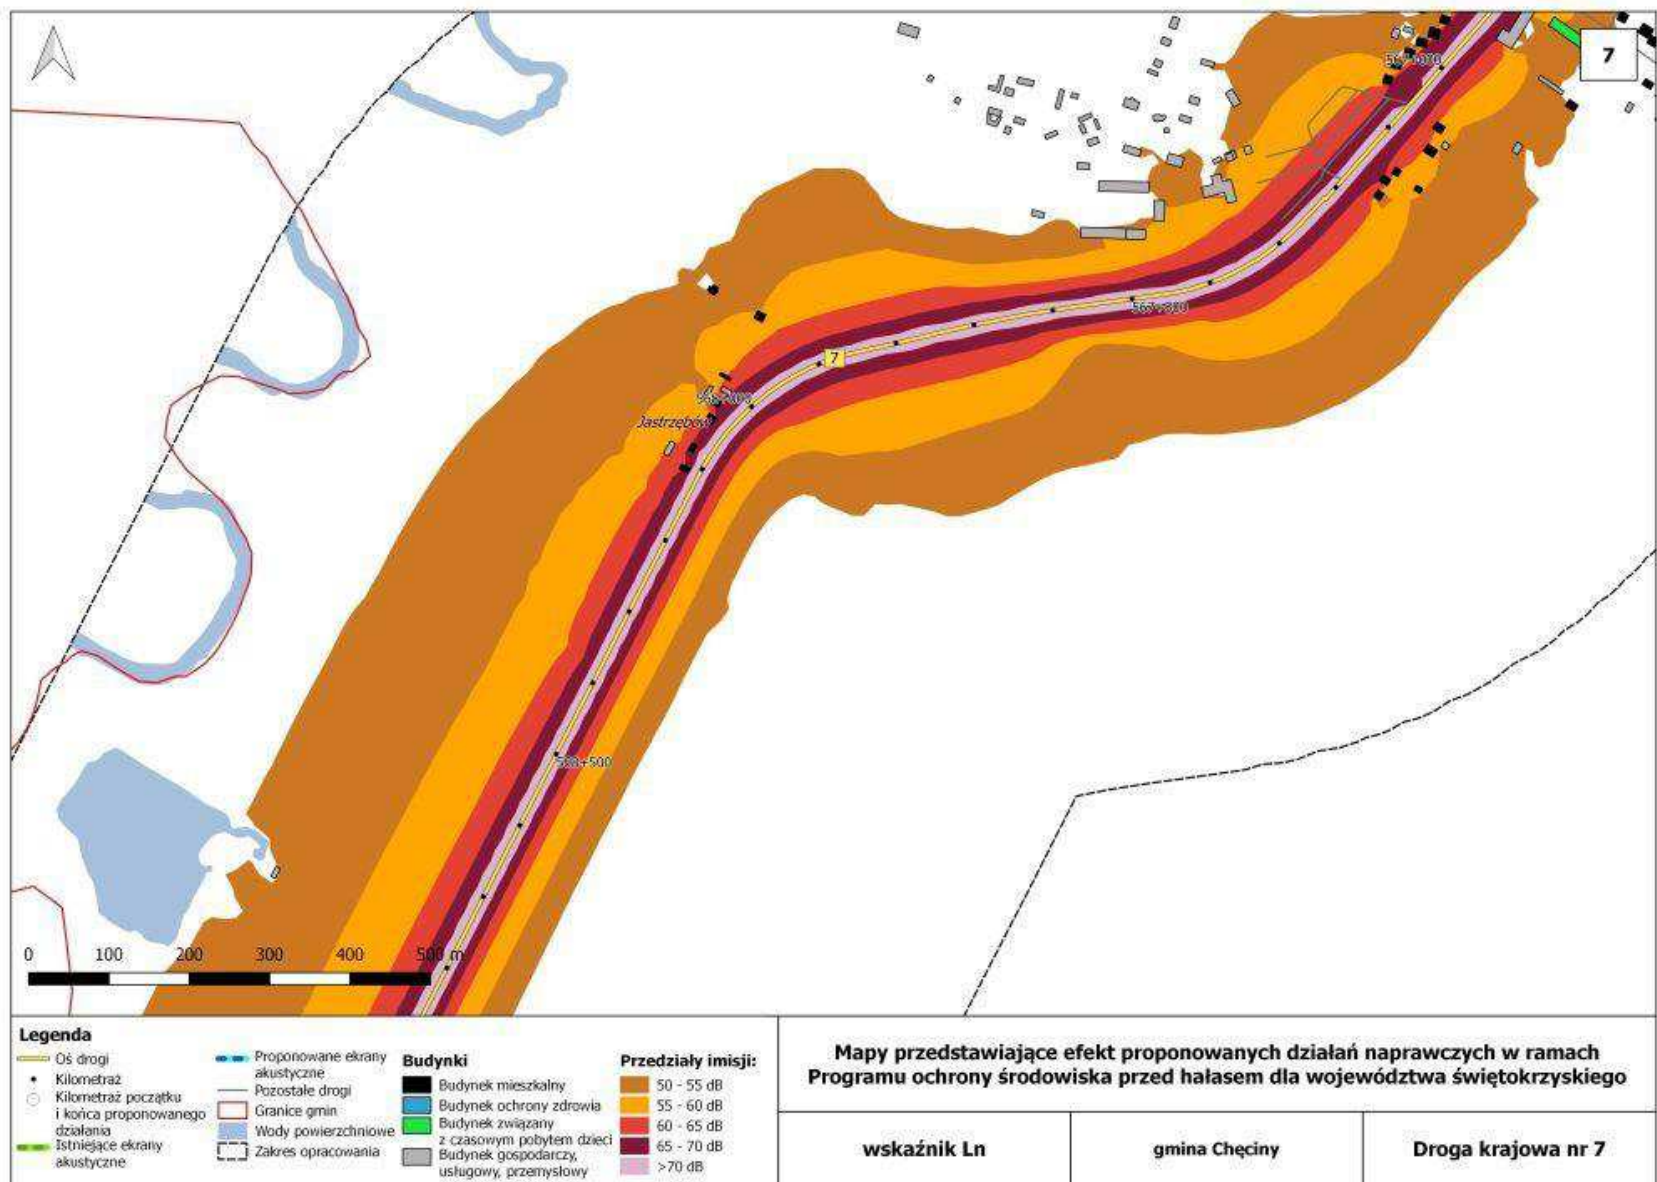 7
7
Jastrzębów
568+500
0 100 200 300 400 500 m
Legenda
Oś drogi
Kilometraż
Kilometraż początku
i końca proponowanego
działania
Istniejące ekrany
akustyczne
Proponowane ekrany
akustyczne
Pozostałe drogi
Granice gmin
Wody powierzchniowe
Zakres opracowania
Budynki
Budynek mieszkalny
Budynek ochrony zdrowia
Budynek związany
z czasowym pobytem dzieci
Budynek gospodarczy,
usługowy, przemysłowy
Przedziały imisji:
50 - 55 dB
55 - 60 dB
60 - 65 dB
65 - 70 dB
>70 dB
Mapy przedstawiające efekt proponowanych działań naprawczych w ramach
Programu ochrony środowiska przed hałasem dla województwa świętokrzyskiego
wskaźnik Ln
gmina Chęciny
Droga krajowa nr 7